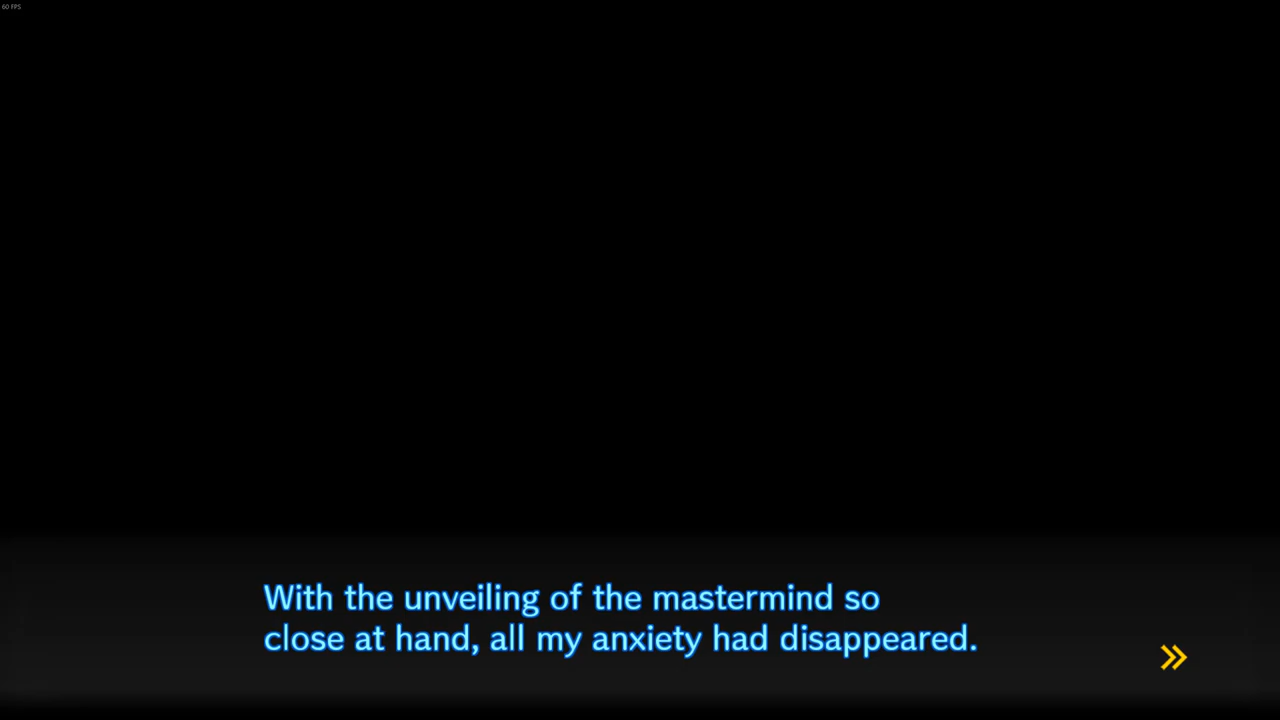 60 FPS
With the unveiling of the mastermind so
close at hand, all my anxiety had disappeared.